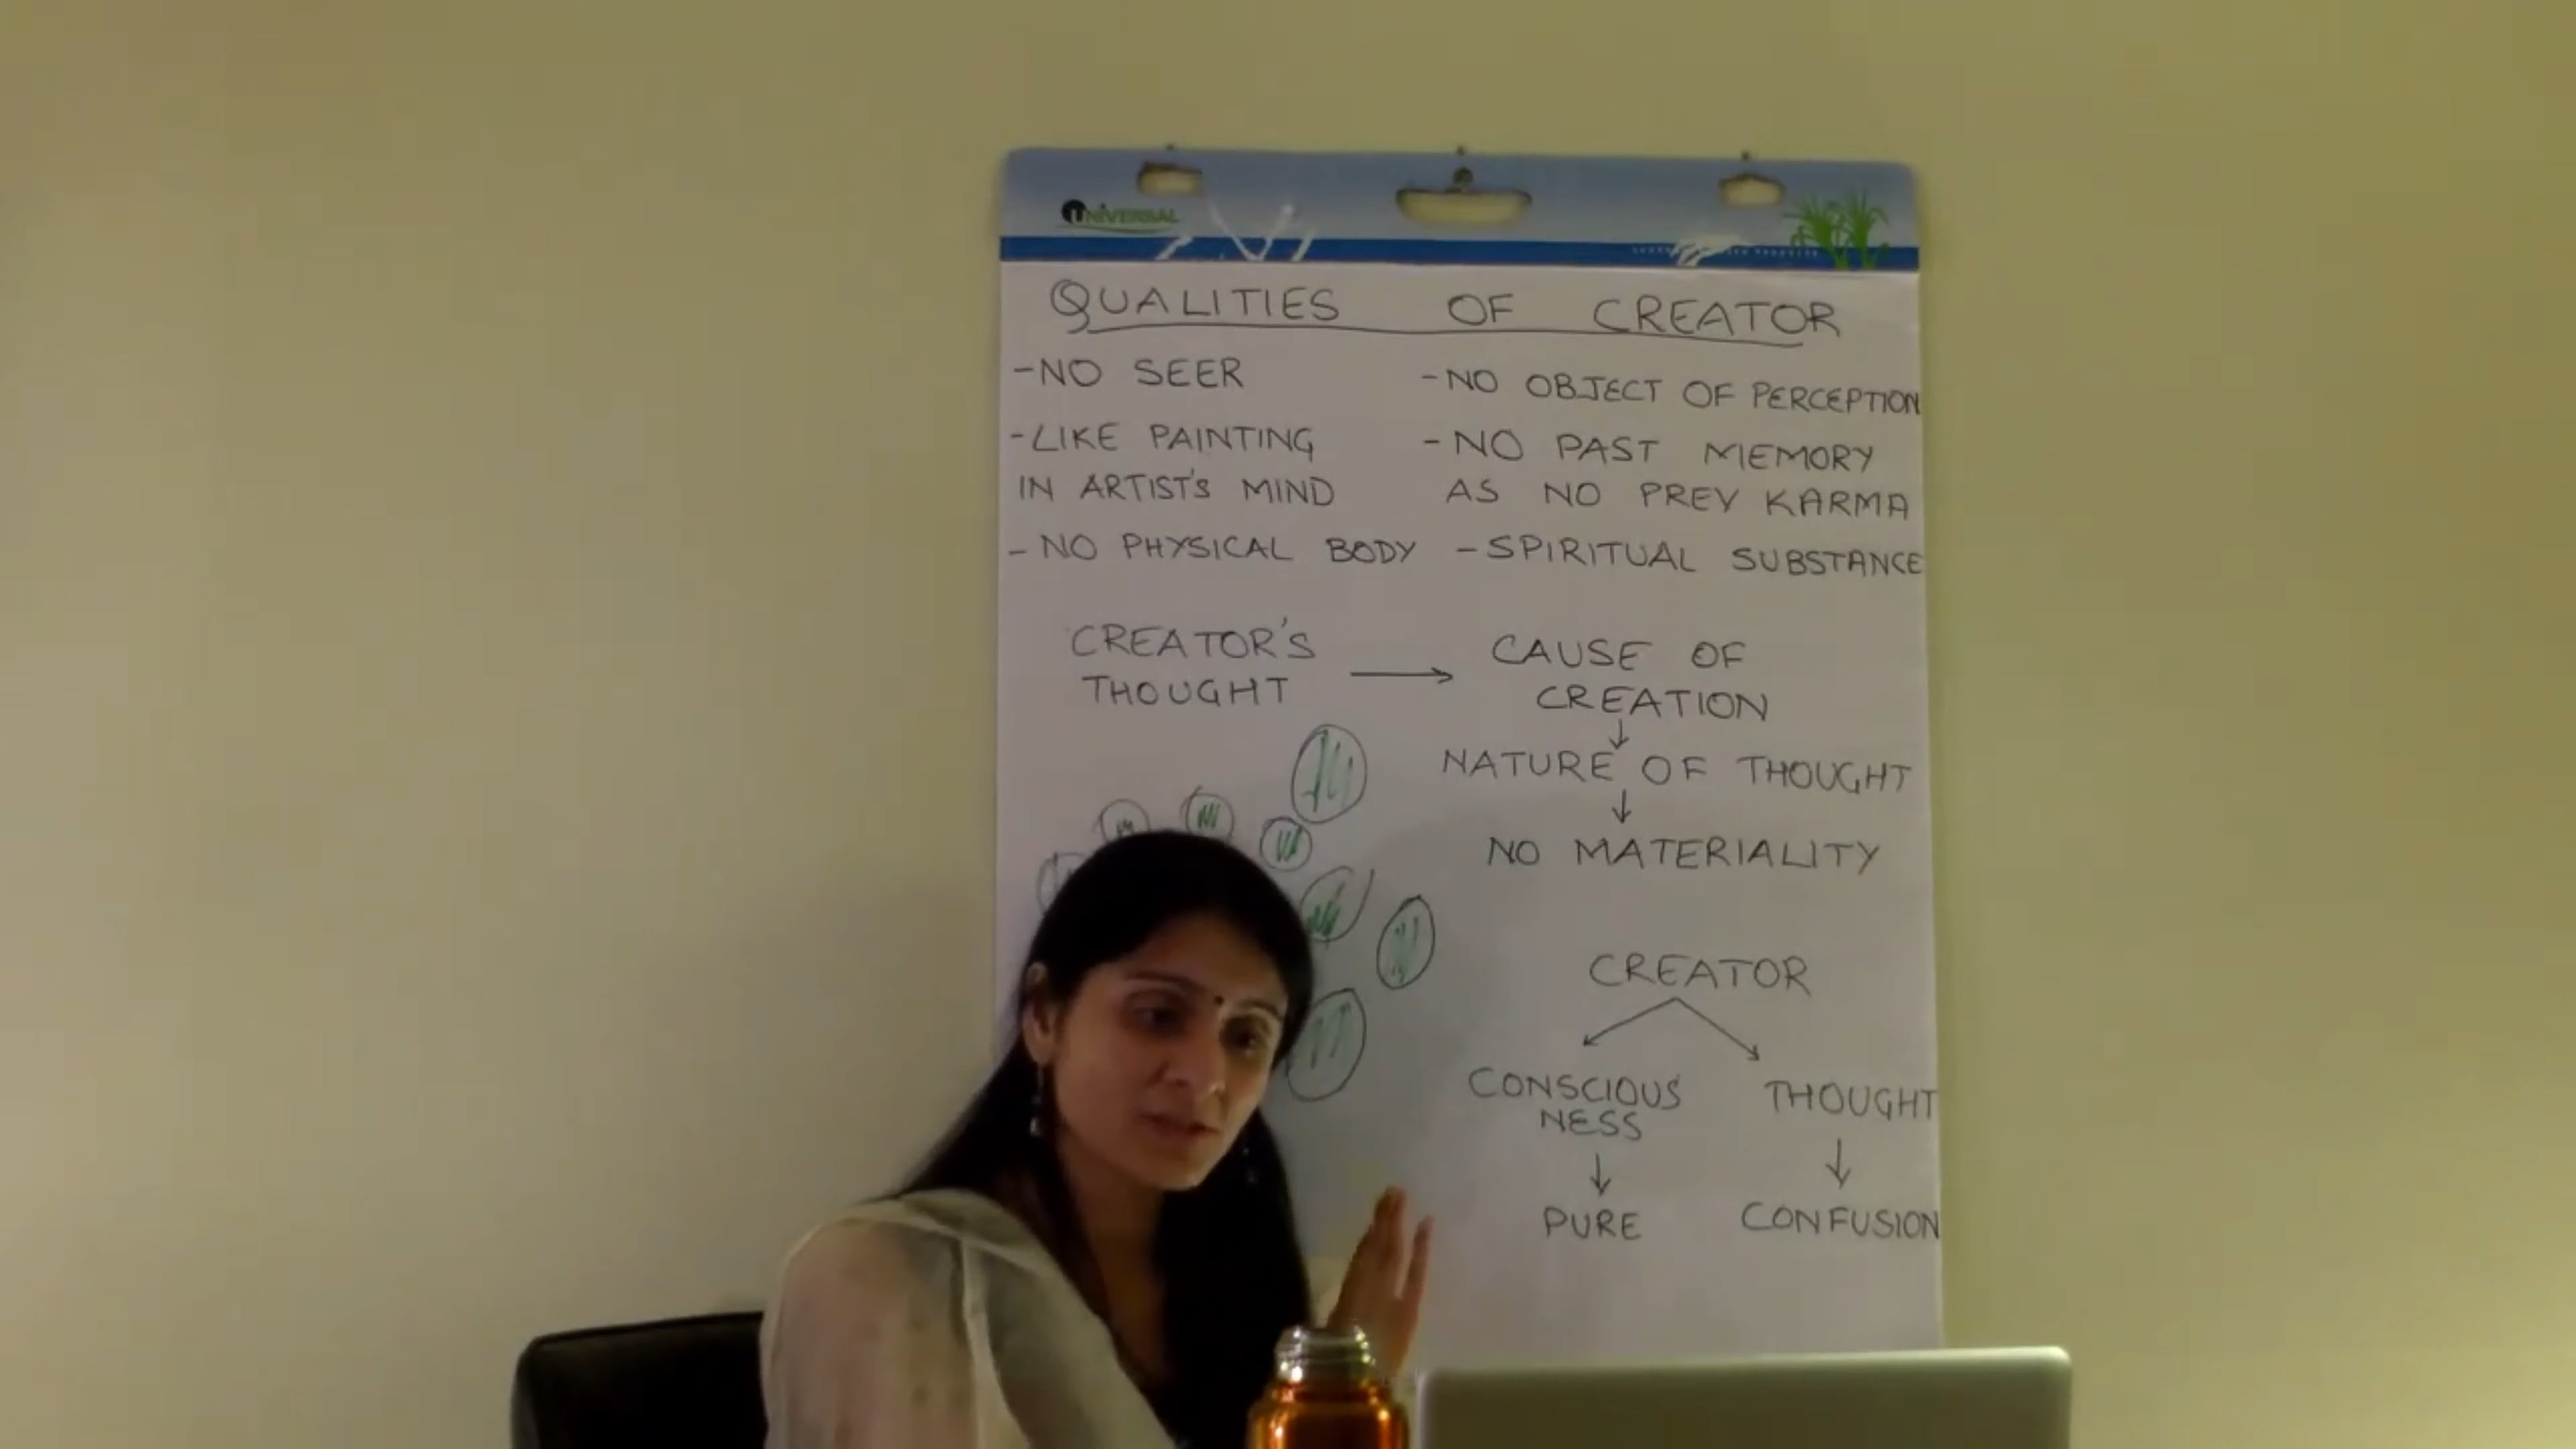 UNIVERSAL
QUALITIES OF CREATOR
-NO SEER
-NO OBJECT OF PERCEPTION
-LIKE PAINTING
IN ARTIST'S MIND
-NO PAST MEMORY
AS NO PREV KARMA
-NO PHYSICAL BODY
-SPIRITUAL SUBSTANCE
CREATOR'S
THOUGHT
→
CAUSE OF
CREATION
↓
NATURE OF THOUGHT
↓
NO MATERIALITY
CREATOR
CONSCIOUS
NESS
THOUGHT
↓
↓
PURE
CONFUSION